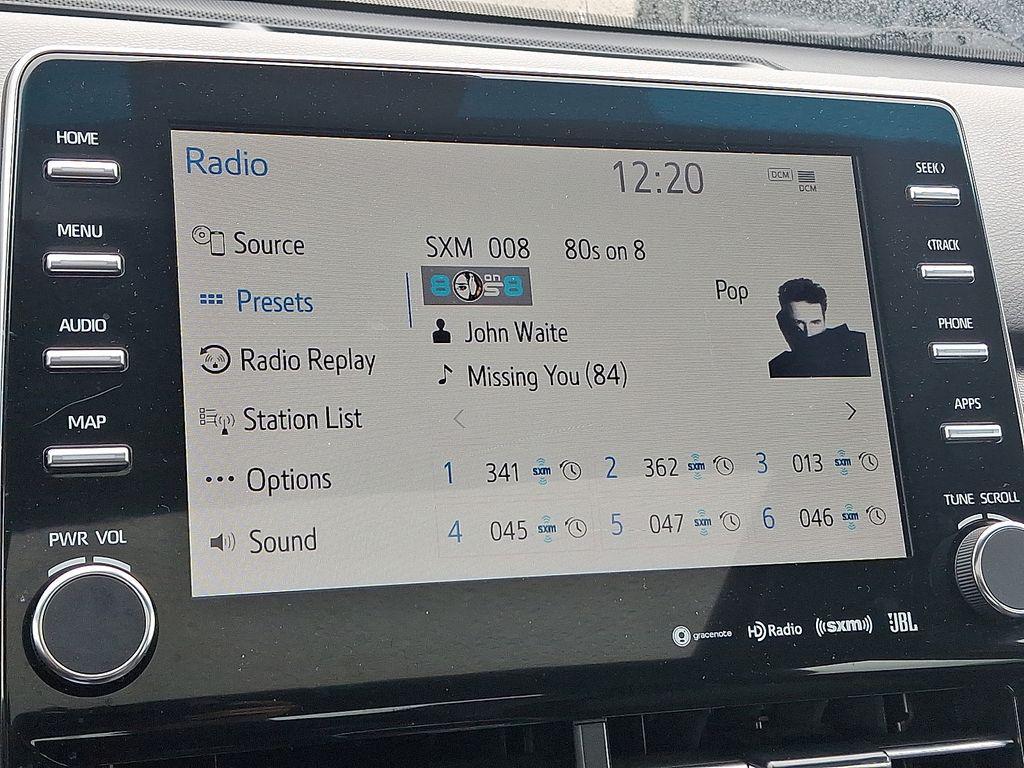 HOME
MENU
AUDIO
MAP
PWR VOL
Radio
12:20
DCM
DCM
Source
Presets
Radio Replay
Station List
Options
Sound
SXM 008 80s on 8
8 on 8
John Waite
Missing You (84)
Pop
1 341 sxm 2 362 sxm 3 013 sxm
4 045 sxm 5 047 sxm 6 046 sxm
SEEK >
< TRACK
PHONE
APPS
TUNE SCROLL
gracenote HD Radio ((sxm)) JBL